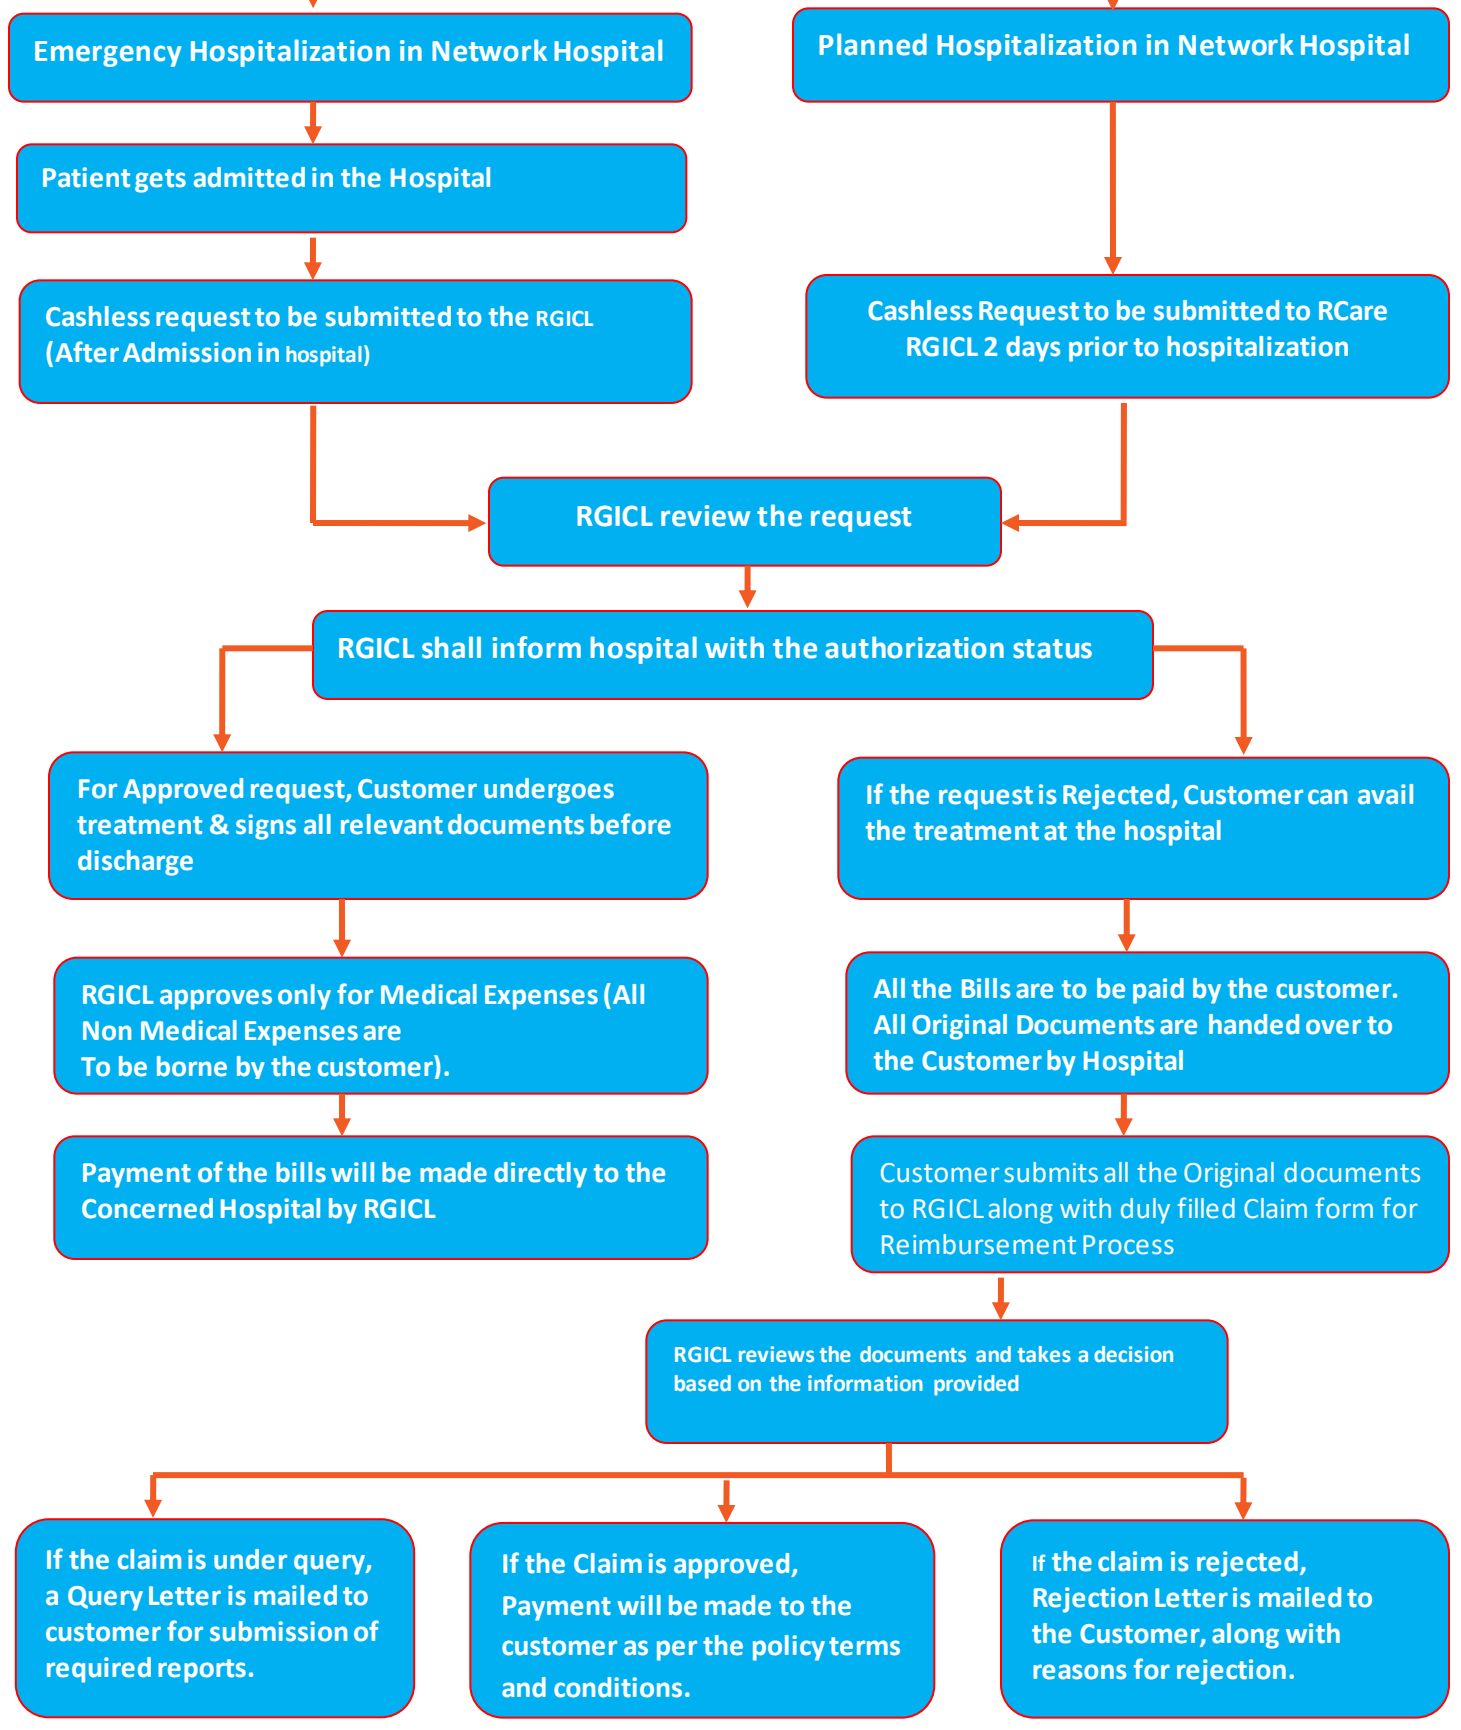 Emergency Hospitalization in Network Hospital
Planned Hospitalization in Network Hospital
Patient gets admitted in the Hospital
Cashless request to be submitted to the RGICL
(After Admission in hospital)
Cashless Request to be submitted to RCare
RGICL 2 days prior to hospitalization
RGICL review the request
RGICL shall inform hospital with the authorization status
For Approved request, Customer undergoes
treatment & signs all relevant documents before
discharge
If the request is Rejected, Customer can avail
the treatment at the hospital
RGICL approves only for Medical Expenses (All
Non Medical Expenses are
To be borne by the customer).
All the Bills are to be paid by the customer.
All Original Documents are handed over to
the Customer by Hospital
Payment of the bills will be made directly to the
Concerned Hospital by RGICL
Customer submits all the Original documents
to RGICL along with duly filled Claim form for
Reimbursement Process
RGICL reviews the documents and takes a decision
based on the information provided
If the claim is under query,
a Query Letter is mailed to
customer for submission of
required reports.
If the Claim is approved,
Payment will be made to the
customer as per the policy terms
and conditions.
If the claim is rejected,
Rejection Letter is mailed to
the Customer, along with
reasons for rejection.